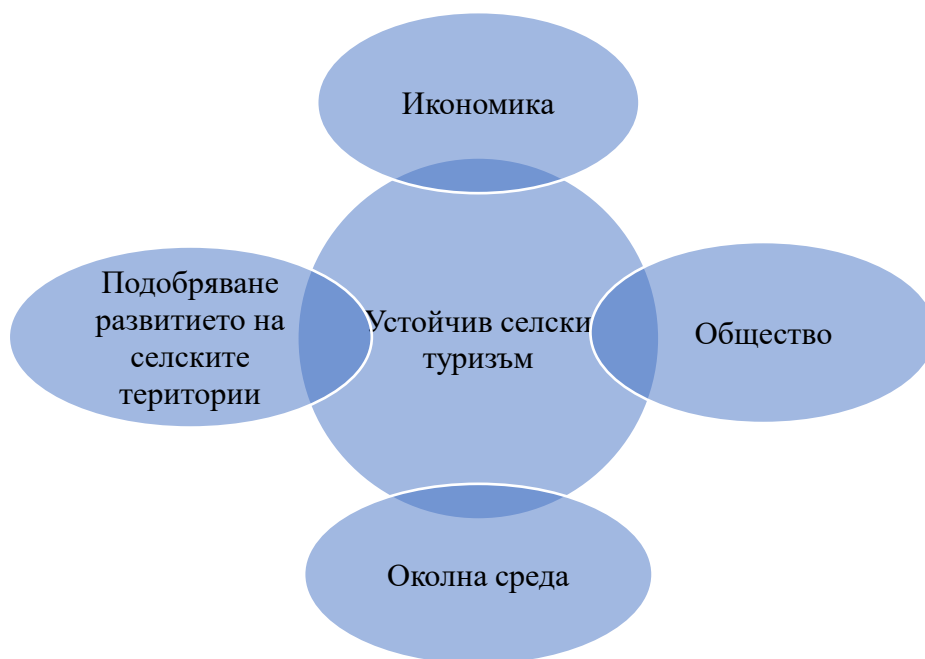 Икономика
Подобряване
развитието на
селските
територии
Устойчив селски
туризъм
Общество
Околна среда